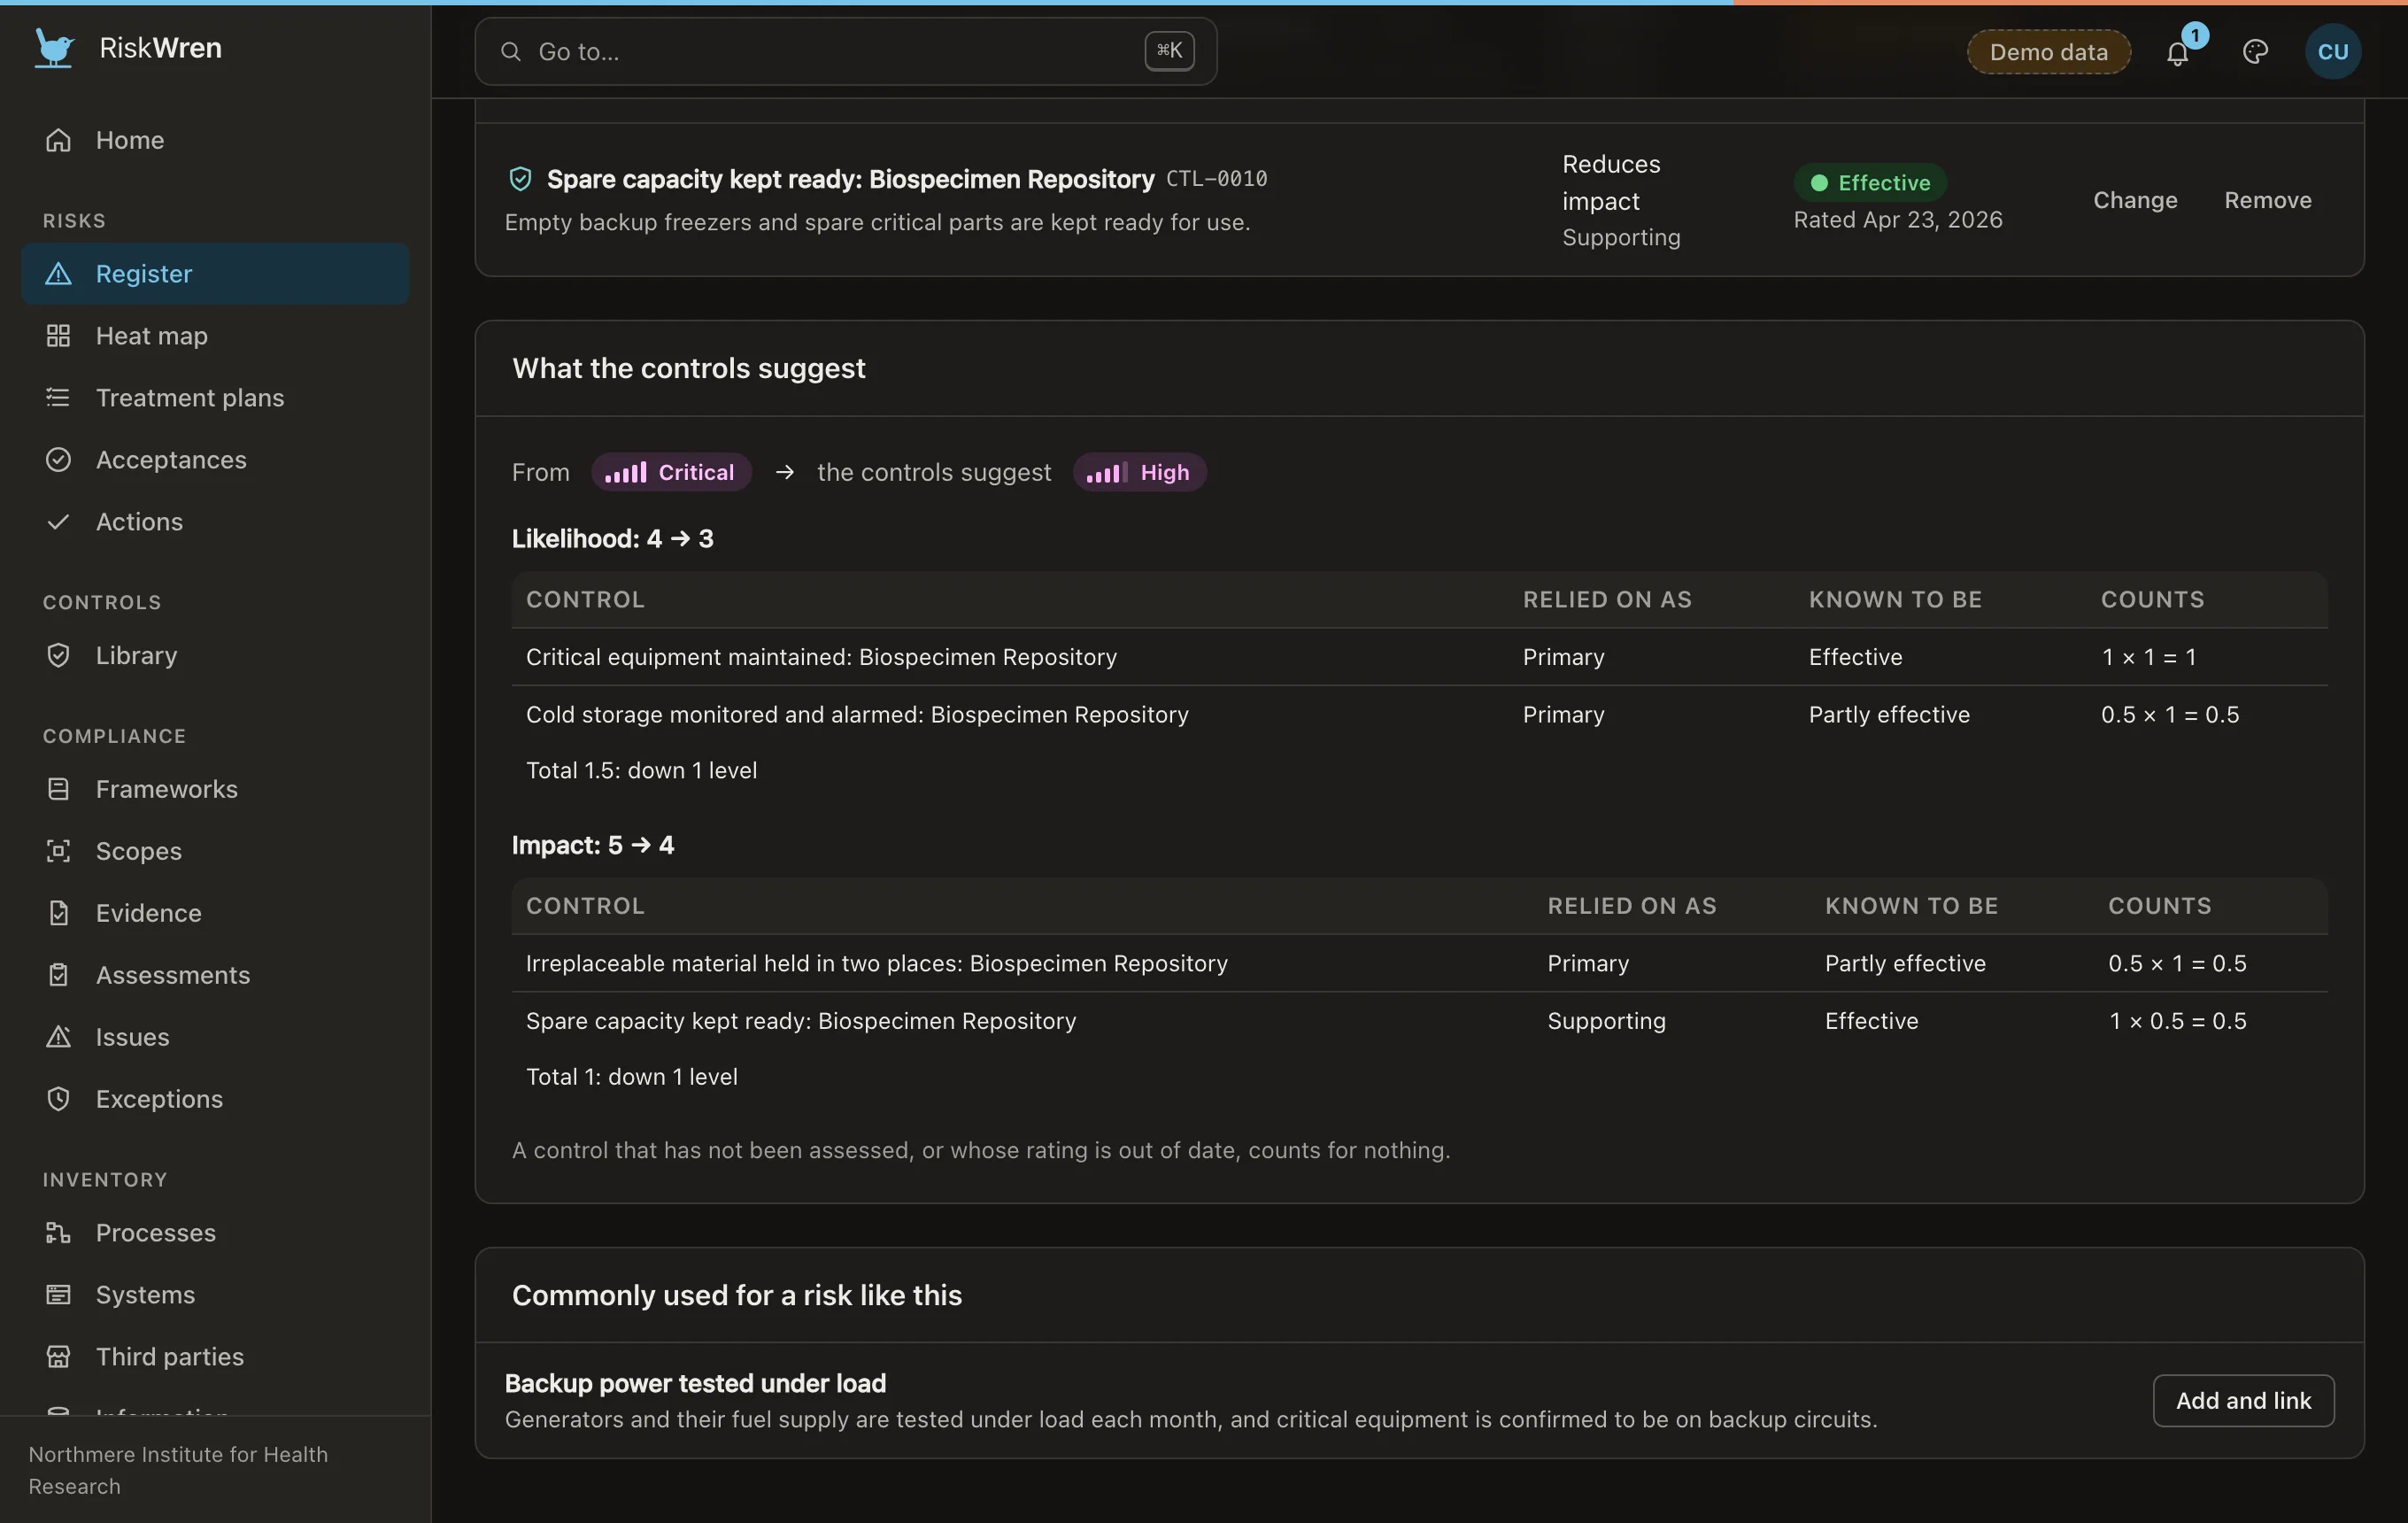 RiskWren
Go to...
⌘K
Demo data
1
CU
Home
RISKS
Register
Heat map
Treatment plans
Acceptances
Actions
CONTROLS
Library
COMPLIANCE
Frameworks
Scopes
Evidence
Assessments
Issues
Exceptions
INVENTORY
Processes
Systems
Third parties
Information
Northmere Institute for Health
Research
Spare capacity kept ready: Biospecimen Repository CTL-0010
Empty backup freezers and spare critical parts are kept ready for use.
Reduces
impact
Supporting
Effective
Rated Apr 23, 2026
Change
Remove
What the controls suggest
From Critical → the controls suggest High
Likelihood: 4 → 3
CONTROL RELIED ON AS KNOWN TO BE COUNTS
Critical equipment maintained: Biospecimen Repository Primary Effective 1 × 1 = 1
Cold storage monitored and alarmed: Biospecimen Repository Primary Partly effective 0.5 × 1 = 0.5
Total 1.5: down 1 level
Impact: 5 → 4
CONTROL RELIED ON AS KNOWN TO BE COUNTS
Irreplaceable material held in two places: Biospecimen Repository Primary Partly effective 0.5 × 1 = 0.5
Spare capacity kept ready: Biospecimen Repository Supporting Effective 1 × 0.5 = 0.5
Total 1: down 1 level
A control that has not been assessed, or whose rating is out of date, counts for nothing.
Commonly used for a risk like this
Backup power tested under load
Generators and their fuel supply are tested under load each month, and critical equipment is confirmed to be on backup circuits.
Add and link